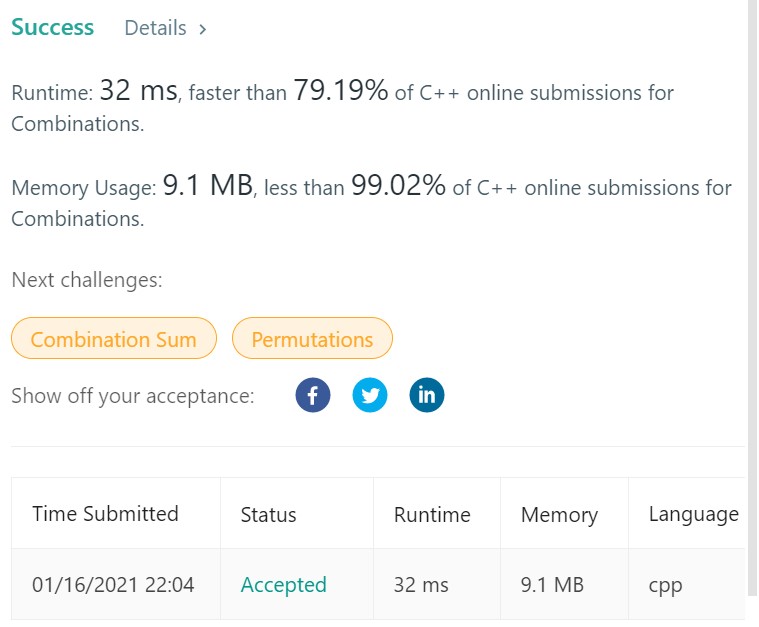 Success Details >
Runtime: 32 ms, faster than 79.19% of C++ online submissions for
Combinations.
Memory Usage: 9.1 MB, less than 99.02% of C++ online submissions for
Combinations.
Next challenges:
Combination Sum Permutations
Show off your acceptance: f in
Time Submitted Status Runtime Memory Language
01/16/2021 22:04 Accepted 32 ms 9.1 MB cpp